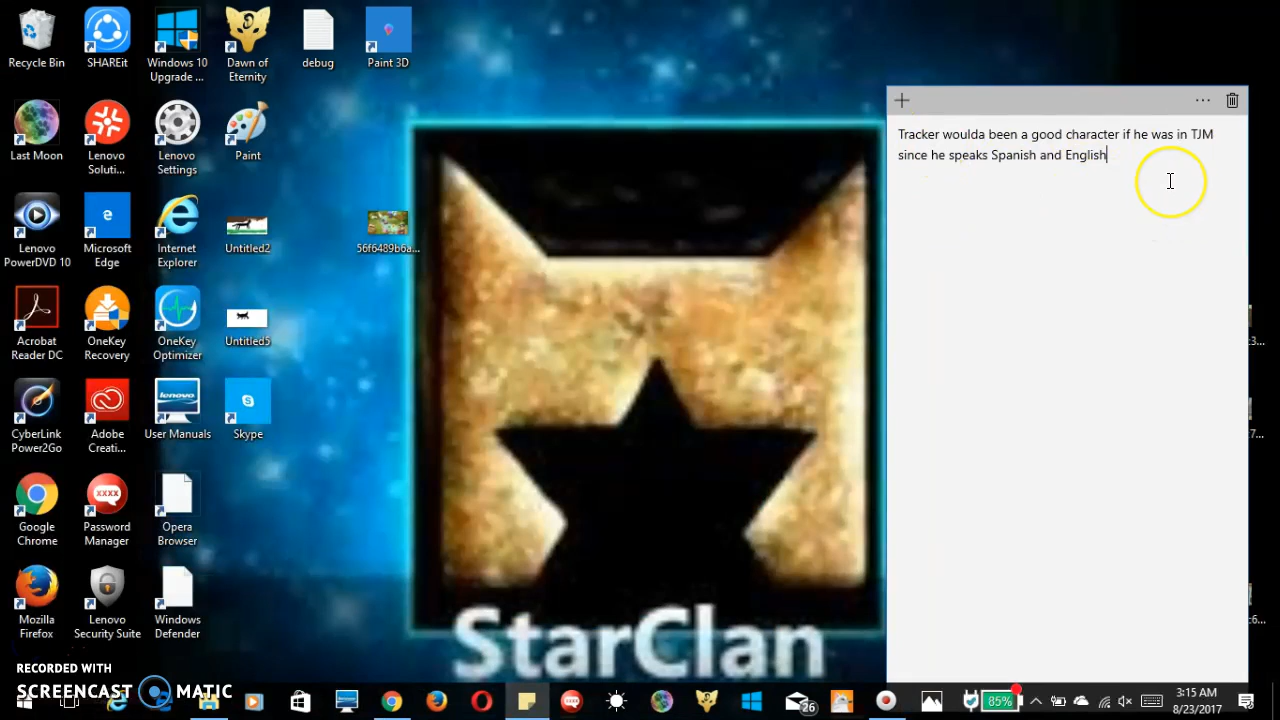 Recycle Bin
SHAREit
Windows 10
Upgrade ...
Dawn of
Eternity
debug
Paint 3D
Last Moon
Lenovo
Soluti...
Lenovo
Settings
Paint
Lenovo
PowerDVD 10
Microsoft
Edge
Internet
Explorer
Untitled2
56f6489b6a...
Acrobat
Reader DC
OneKey
Recovery
OneKey
Optimizer
Untitled5
CyberLink
Power2Go
Adobe
Creati...
lenovo
User Manuals
Skype
Google
Chrome
XXXX
Password
Manager
Opera
Browser
Mozilla
Firefox
Lenovo
Security Suite
Windows
Defender
Tracker woulda been a good character if he was in TJM
since he speaks Spanish and English
c3...
c6...
StarClan
RECORDED WITH
SCREENCAST MATIC
26
85%
3:15 AM
8/23/2017